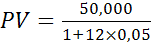 PV = 50,000 / 1+12×0,05